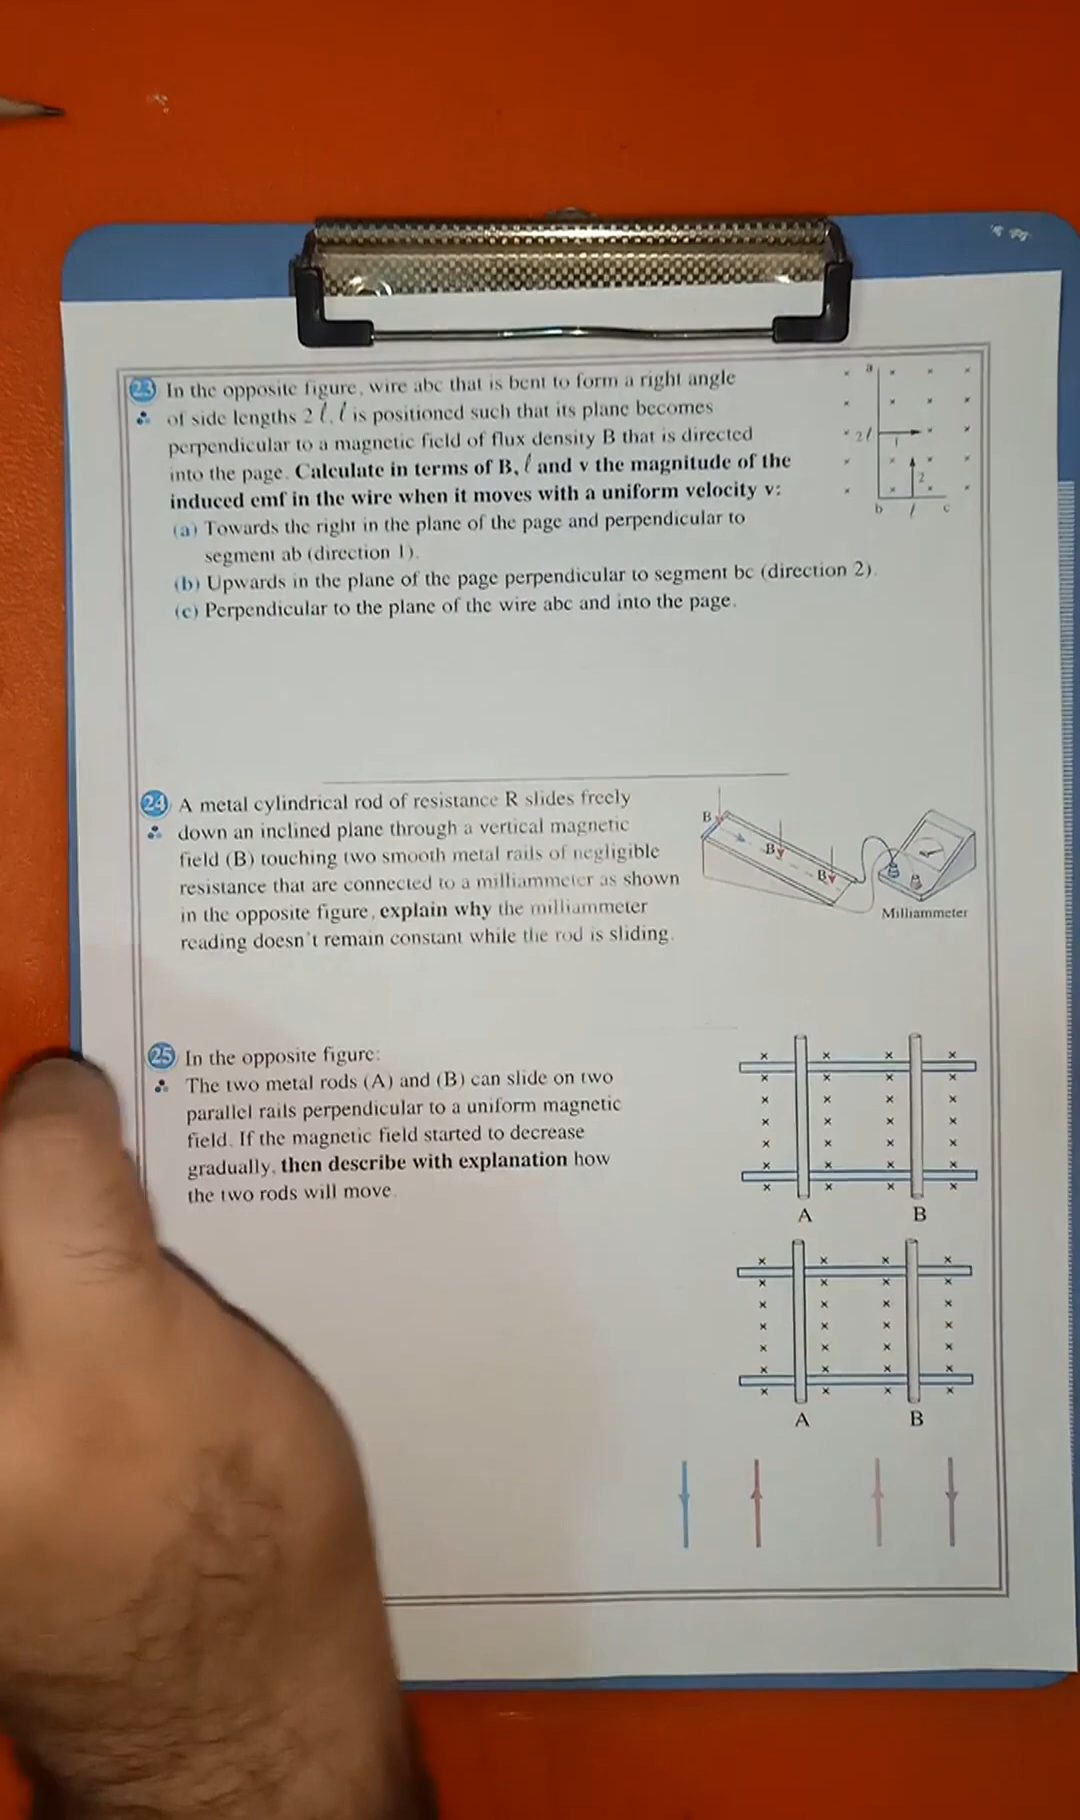 23 In the opposite figure, wire abc that is bent to form a right angle
of side lengths 2ℓ, ℓ is positioned such that its plane becomes
perpendicular to a magnetic field of flux density B that is directed
into the page. Calculate in terms of B, ℓ and v the magnitude of the
induced emf in the wire when it moves with a uniform velocity v:
(a) Towards the right in the plane of the page and perpendicular to
segment ab (direction 1).
(b) Upwards in the plane of the page perpendicular to segment bc (direction 2).
(c) Perpendicular to the plane of the wire abc and into the page.
a
2ℓ
1
2
b ℓ c
24 A metal cylindrical rod of resistance R slides freely
down an inclined plane through a vertical magnetic
field (B) touching two smooth metal rails of negligible
resistance that are connected to a milliammeter as shown
in the opposite figure, explain why the milliammeter
reading doesn't remain constant while the rod is sliding.
B
B
B
Milliammeter
25 In the opposite figure:
The two metal rods (A) and (B) can slide on two
parallel rails perpendicular to a uniform magnetic
field. If the magnetic field started to decrease
gradually, then describe with explanation how
the two rods will move.
A B
A B